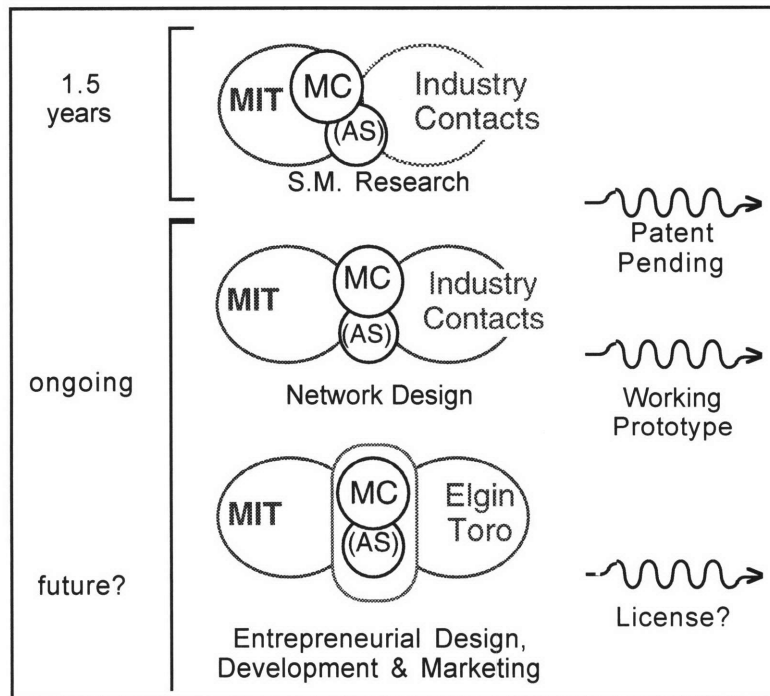 1.5
years
MIT
MC
(AS)
Industry
Contacts
S.M. Research
Patent
Pending
ongoing
MIT
MC
(AS)
Industry
Contacts
Network Design
Working
Prototype
future?
MIT
MC
(AS)
Elgin
Toro
Entrepreneurial Design,
Development & Marketing
License?